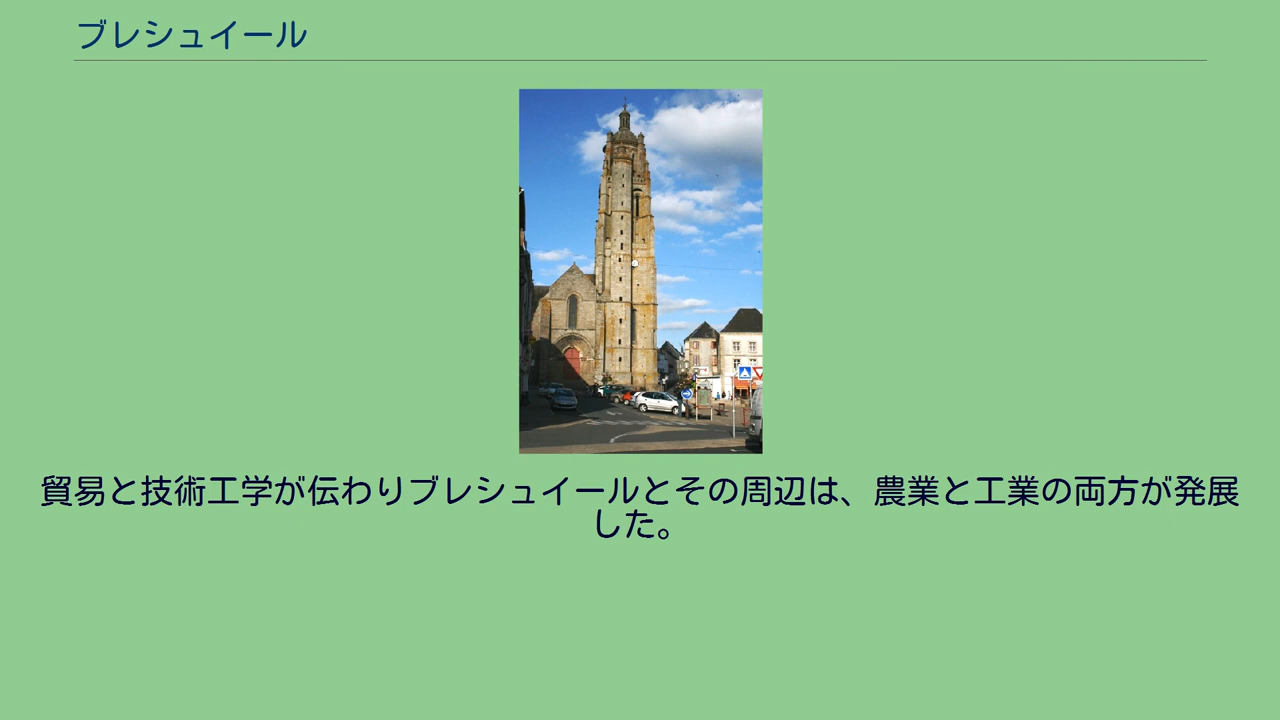 ブレシュイール
貿易と技術工学が伝わりブレシュイールとその周辺は、農業と工業の両方が発展
した。